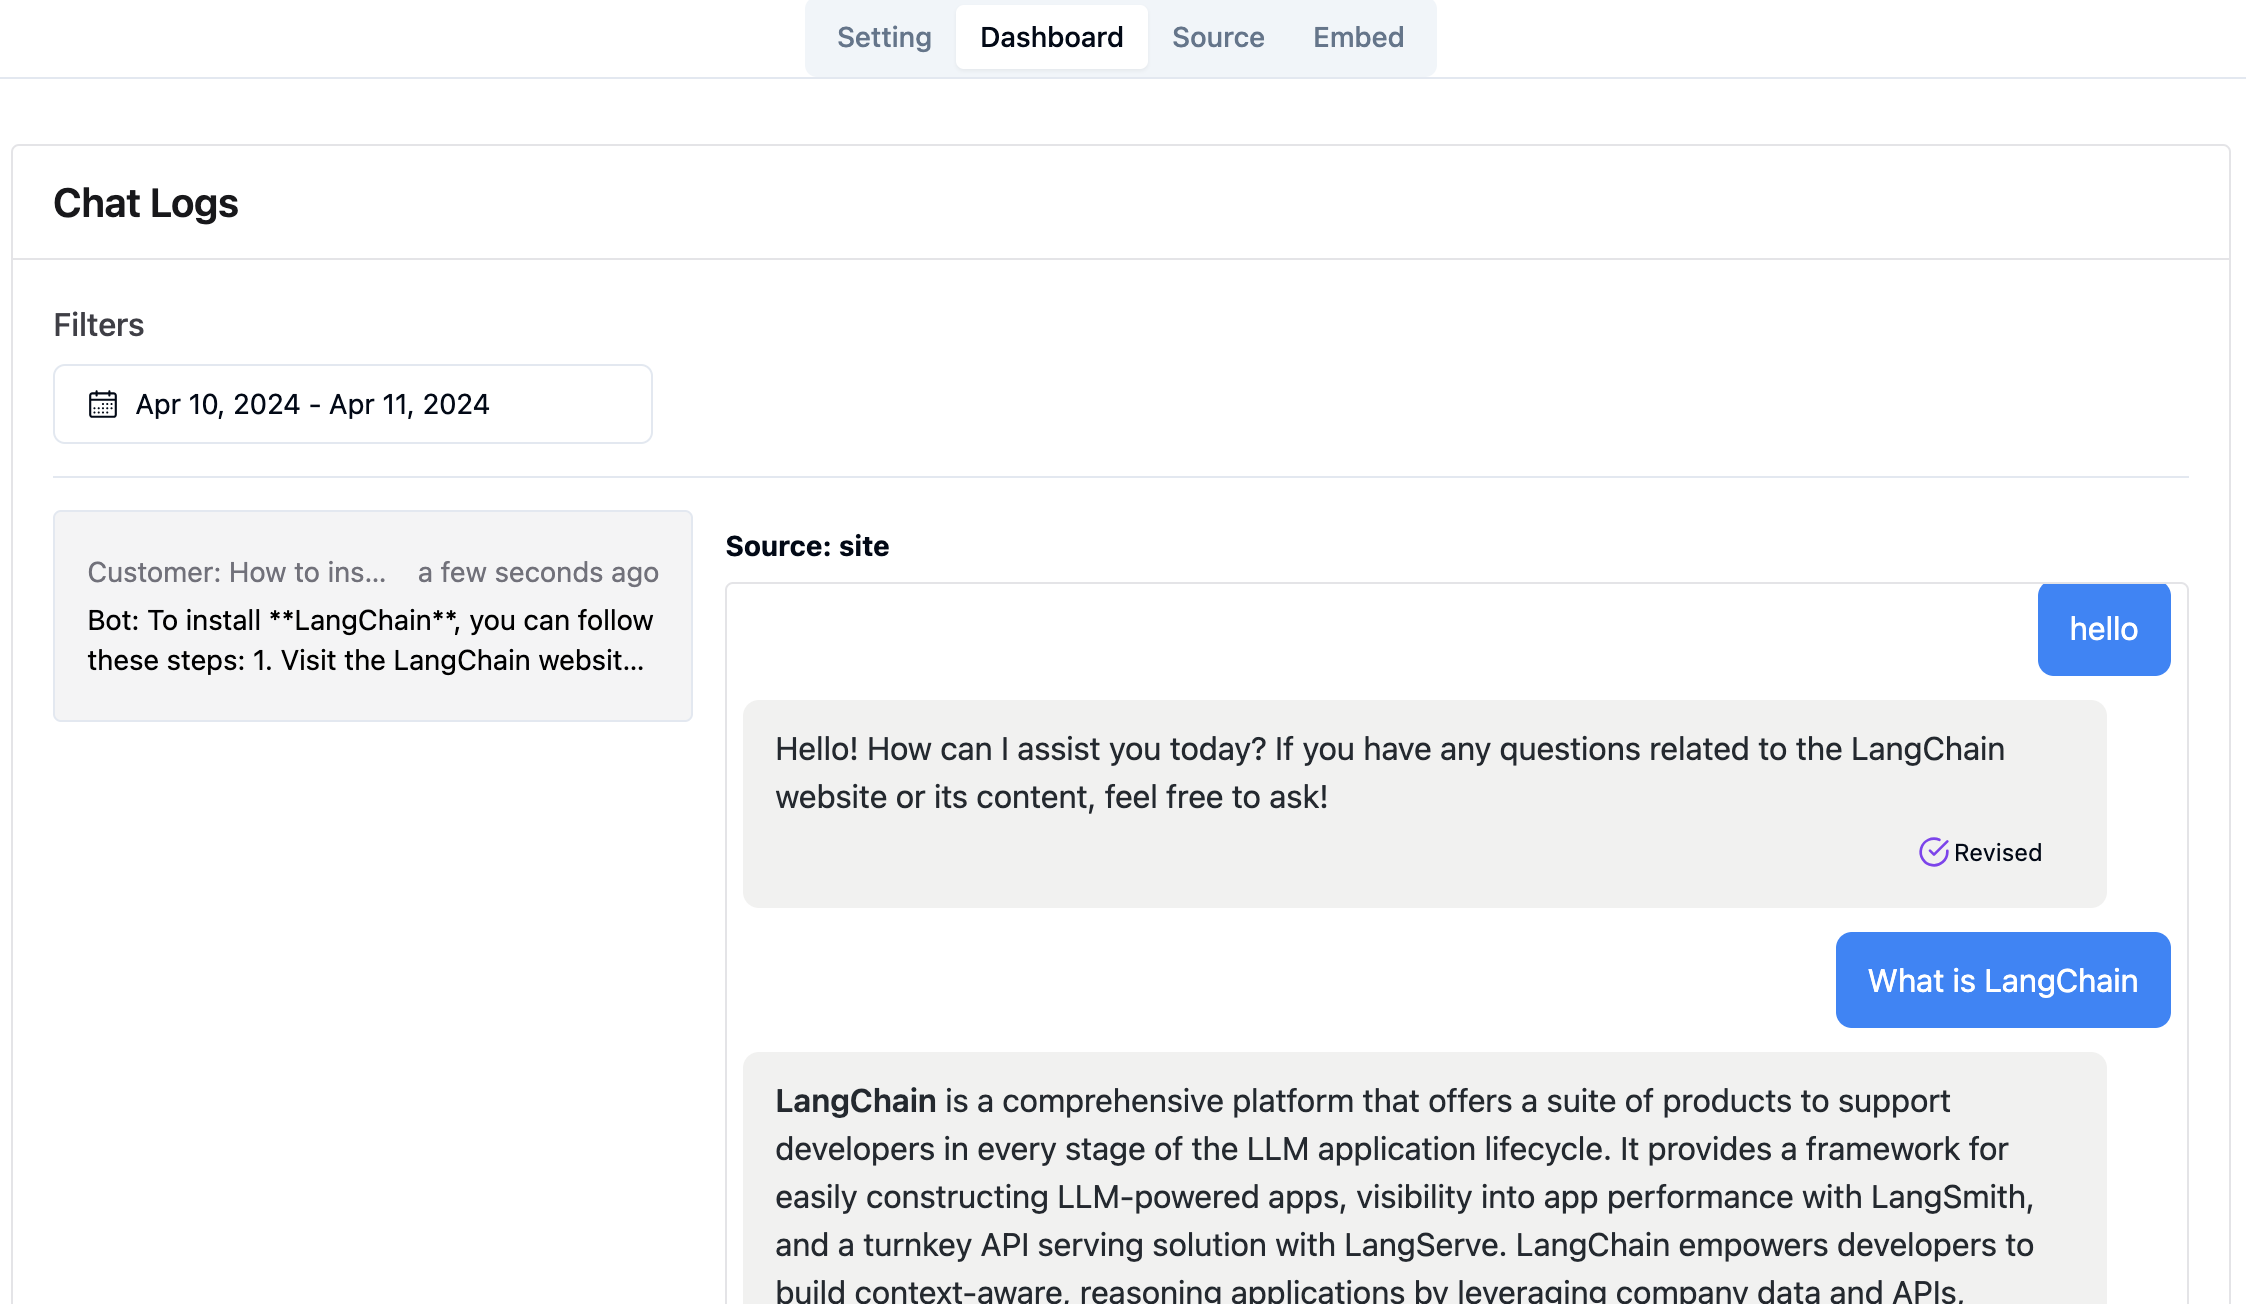 Setting Dashboard Source Embed
Chat Logs
Filters
Apr 10, 2024 - Apr 11, 2024
Customer: How to ins... a few seconds ago
Bot: To install **LangChain**, you can follow
these steps: 1. Visit the LangChain websit...
Source: site
hello
Hello! How can I assist you today? If you have any questions related to the LangChain
website or its content, feel free to ask!
Revised
What is LangChain
LangChain is a comprehensive platform that offers a suite of products to support
developers in every stage of the LLM application lifecycle. It provides a framework for
easily constructing LLM-powered apps, visibility into app performance with LangSmith,
and a turnkey API serving solution with LangServe. LangChain empowers developers to
build context-aware, reasoning applications by leveraging company data and APIs,